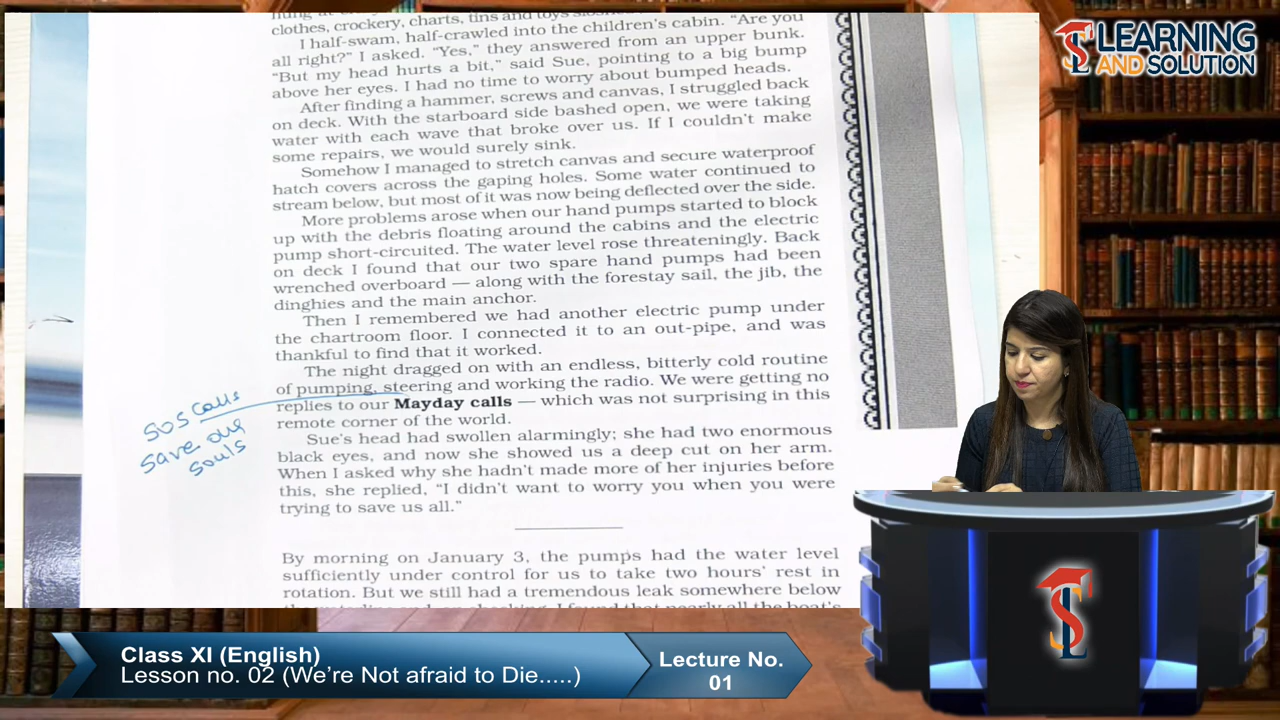 clothes, crockery, charts, tins and toys
I half-swam, half-crawled into the children's cabin. "Are you
all right?" I asked. "Yes," they answered from an upper bunk.
"But my head hurts a bit," said Sue, pointing to a big bump
above her eyes. I had no time to worry about bumped heads.
After finding a hammer, screws and canvas, I struggled back
on deck. With the starboard side bashed open, we were taking
water with each wave that broke over us. If I couldn't make
some repairs, we would surely sink.
Somehow I managed to stretch canvas and secure waterproof
hatch covers across the gaping holes. Some water continued to
stream below, but most of it was now being deflected over the side.
More problems arose when our hand pumps started to block
up with the debris floating around the cabins and the electric
pump short-circuited. The water level rose threateningly. Back
on deck I found that our two spare hand pumps had been
wrenched overboard — along with the forestay sail, the jib, the
dinghies and the main anchor.
Then I remembered we had another electric pump under
the chartroom floor. I connected it to an out-pipe, and was
thankful to find that it worked.
The night dragged on with an endless, bitterly cold routine
of pumping, steering and working the radio. We were getting no
replies to our Mayday calls — which was not surprising in this
remote corner of the world.
Sue's head had swollen alarmingly; she had two enormous
black eyes, and now she showed us a deep cut on her arm.
When I asked why she hadn't made more of her injuries before
this, she replied, "I didn't want to worry you when you were
trying to save us all."
By morning on January 3, the pumps had the water level
sufficiently under control for us to take two hours' rest in
rotation. But we still had a tremendous leak somewhere below
SOS Calls
Save our
souls
LEARNING
AND SOLUTION
Class XI (English)
Lesson no. 02 (We're Not afraid to Die.....)
Lecture No.
01